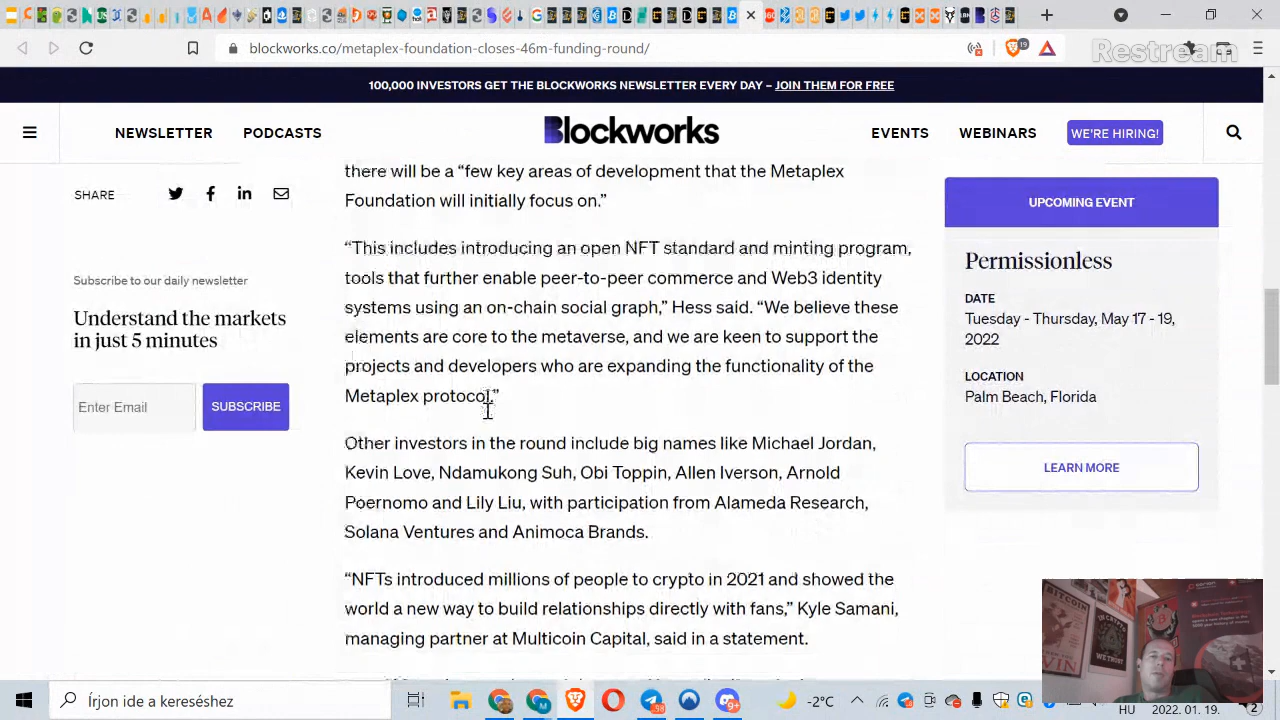 blockworks.co/metaplex-foundation-closes-46m-funding-round/
19
Restream
100,000 INVESTORS GET THE BLOCKWORKS NEWSLETTER EVERY DAY – JOIN THEM FOR FREE
NEWSLETTER PODCASTS Blockworks EVENTS WEBINARS WE'RE HIRING!
SHARE
there will be a “few key areas of development that the Metaplex
Foundation will initially focus on.”
“This includes introducing an open NFT standard and minting program,
tools that further enable peer-to-peer commerce and Web3 identity
systems using an on-chain social graph,” Hess said. “We believe these
elements are core to the metaverse, and we are keen to support the
projects and developers who are expanding the functionality of the
Metaplex protocol.”
Other investors in the round include big names like Michael Jordan,
Kevin Love, Ndamukong Suh, Obi Toppin, Allen Iverson, Arnold
Poernomo and Lily Liu, with participation from Alameda Research,
Solana Ventures and Animoca Brands.
“NFTs introduced millions of people to crypto in 2021 and showed the
world a new way to build relationships directly with fans,” Kyle Samani,
managing partner at Multicoin Capital, said in a statement.
Subscribe to our daily newsletter
Understand the markets
in just 5 minutes
Enter Email SUBSCRIBE
UPCOMING EVENT
Permissionless
DATE
Tuesday - Thursday, May 17 - 19,
2022
LOCATION
Palm Beach, Florida
LEARN MORE
BITCOIN
IN CRYPTO
WE TRUST
Írjon ide a kereséshez
9+
-2°C
HU
2022. 01. 19.
2